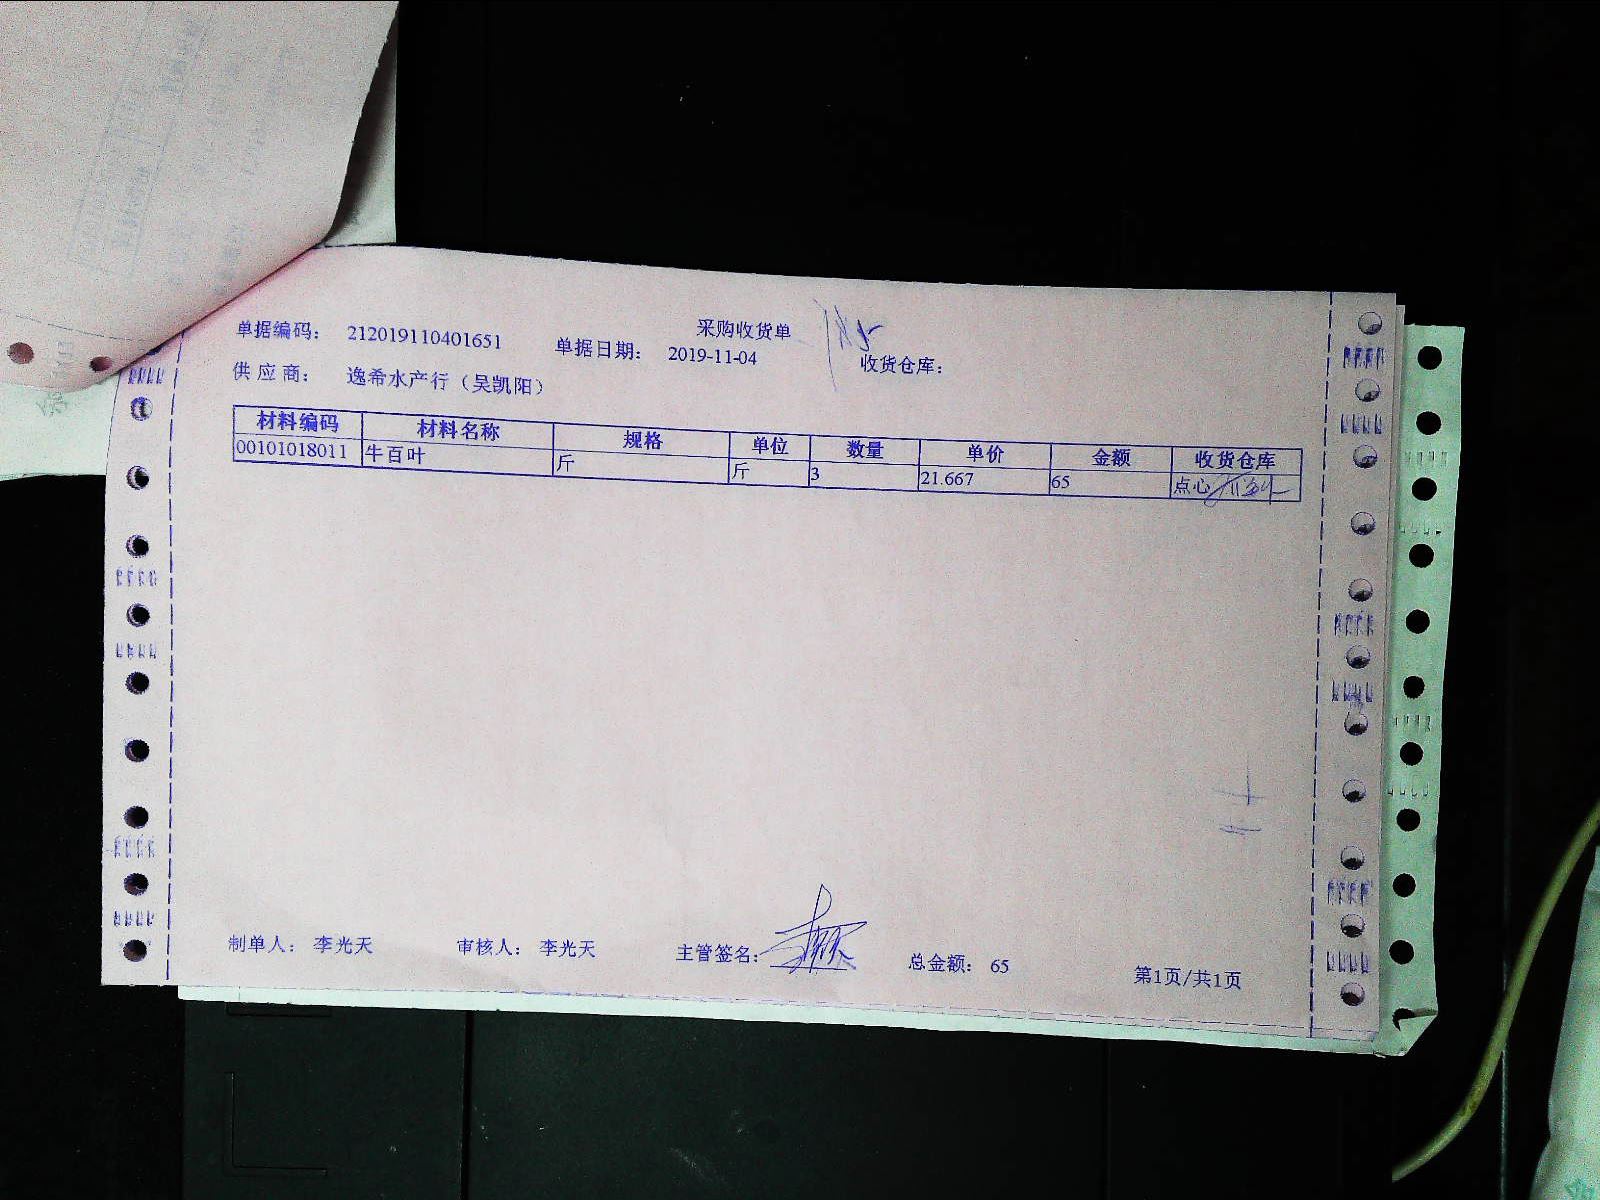 采购收货单
单据编码： 212019110401651 单据日期： 2019-11-04 收货仓库：
供应商： 逸希水产行（吴凯阳）
材料编码 材料名称 规格 单位 数量 单价 金额 收货仓库
00101018011 牛百叶 斤 斤 3 21.667 65 点心
制单人： 李光天 审核人： 李光天 主管签名： 总金额： 65
第1页/共1页